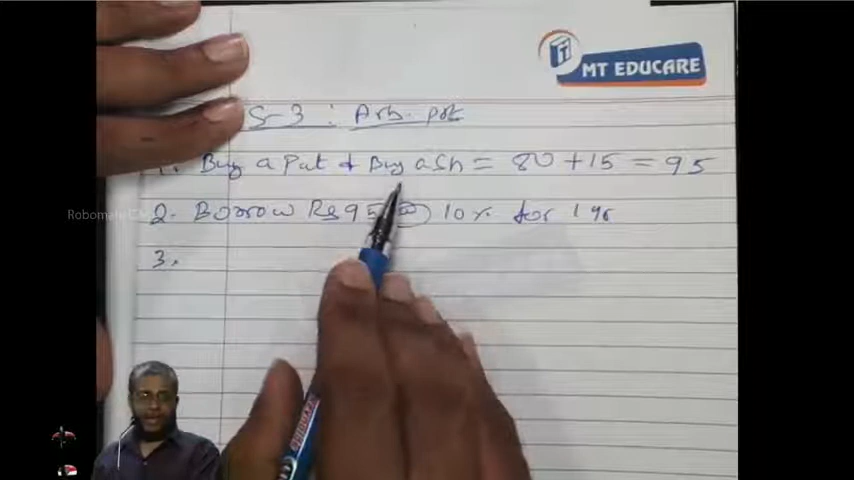 MT EDUCARE
S-3 : Arb. pot
1. Buy a Put + Buy a Sh = 80 + 15 = 95
2. Borrow Rs 95 @ 10%. for 1 yr
3.